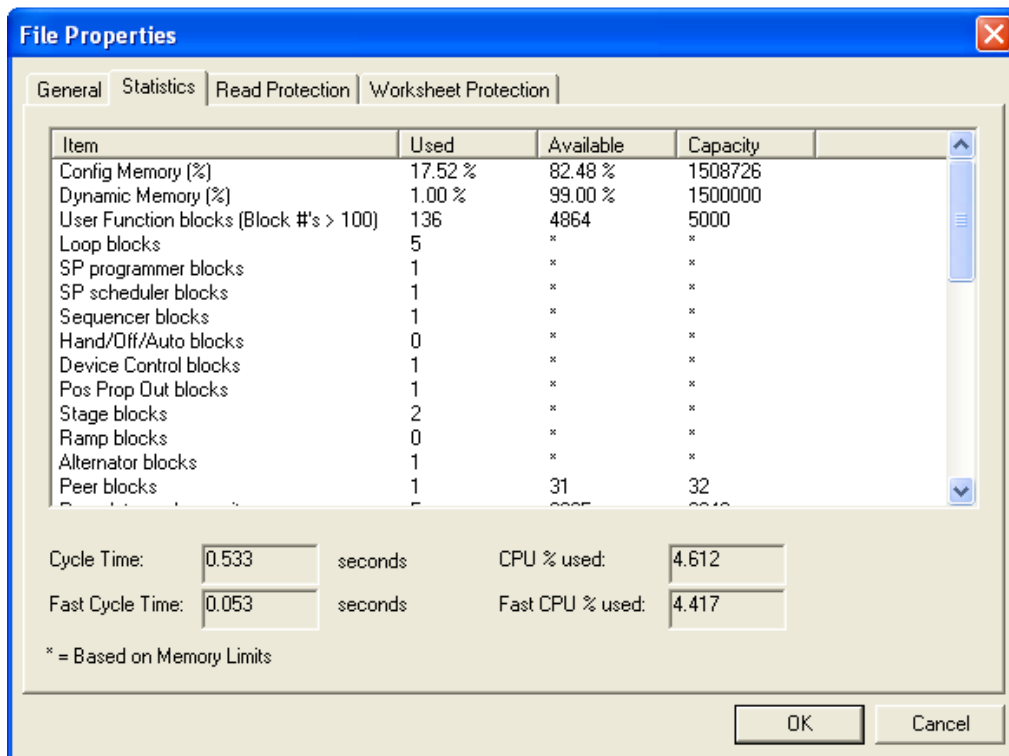 File Properties
General Statistics Read Protection Worksheet Protection
Item Used Available Capacity
Config Memory (%) 17.52 % 82.48 % 1508726
Dynamic Memory (%) 1.00 % 99.00 % 1500000
User Function blocks (Block #'s > 100) 136 4864 5000
Loop blocks 5 * *
SP programmer blocks 1 * *
SP scheduler blocks 1 * *
Sequencer blocks 1 * *
Hand/Off/Auto blocks 0 * *
Device Control blocks 1 * *
Pos Prop Out blocks 1 * *
Stage blocks 2 * *
Ramp blocks 0 * *
Alternator blocks 1 * *
Peer blocks 1 31 32
Cycle Time: 0.533 seconds CPU % used: 4.612
Fast Cycle Time: 0.053 seconds Fast CPU % used: 4.417
* = Based on Memory Limits
OK Cancel